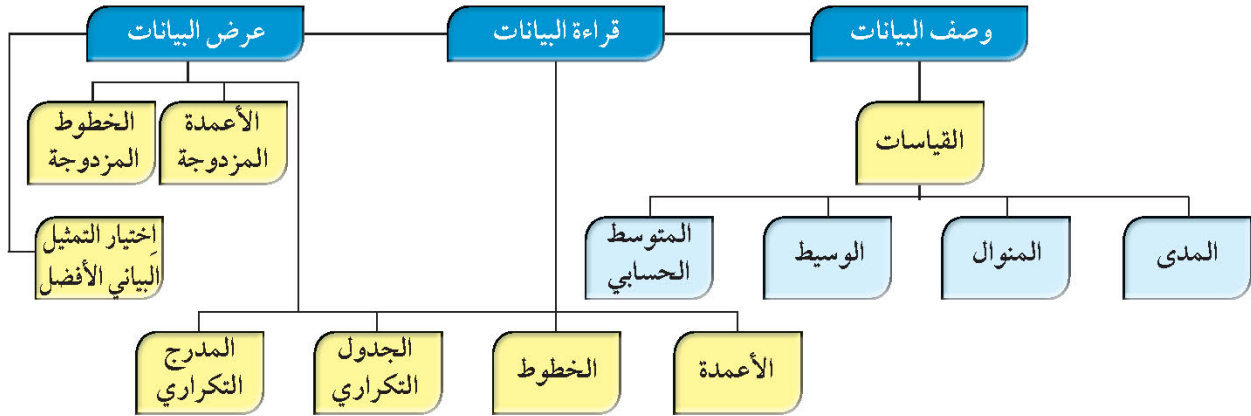 وصف البيانات
قراءة البيانات
عرض البيانات
القياسات
الأعمدة
المزدوجة
الخطوط
المزدوجة
المدى
المنوال
الوسيط
المتوسط
الحسابي
اِختيار التمثيل
البياني الأفضل
الأعمدة
الخطوط
الجدول
التكراري
المدرج
التكراري